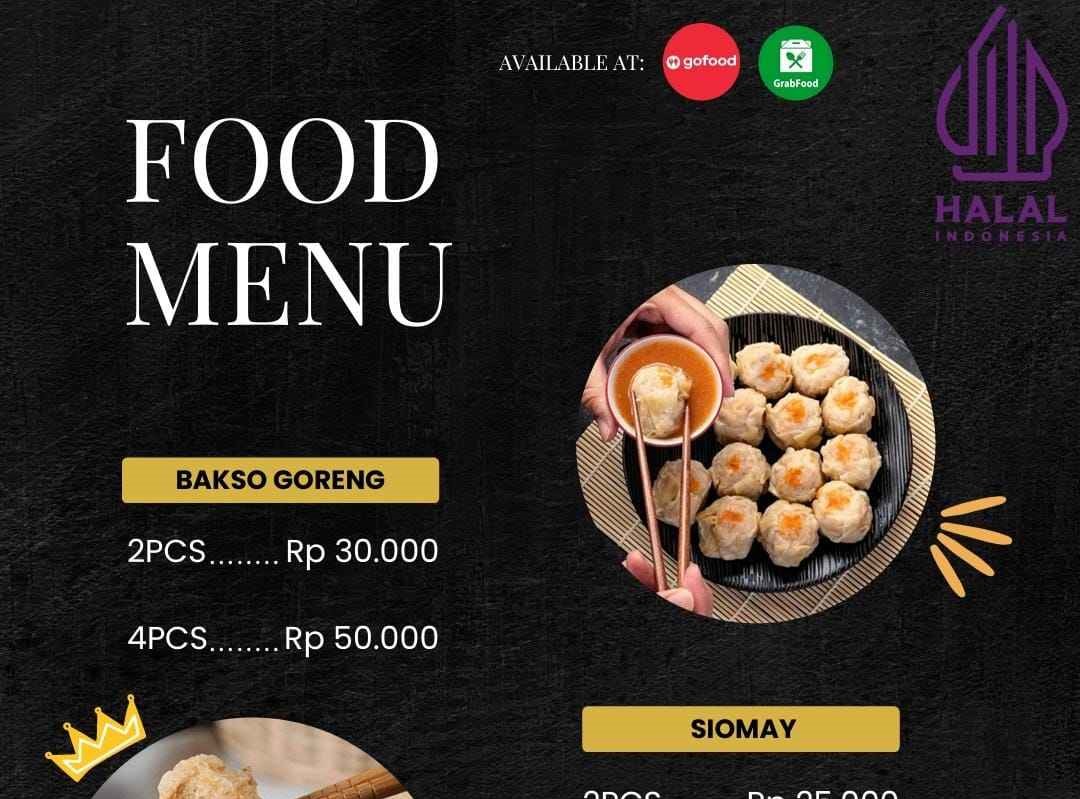 AVAILABLE AT:
gofood
GrabFood
HALAL
INDONESIA
FOOD
MENU
BAKSO GORENG
2PCS........Rp 30.000
4PCS........Rp 50.000
SIOMAY